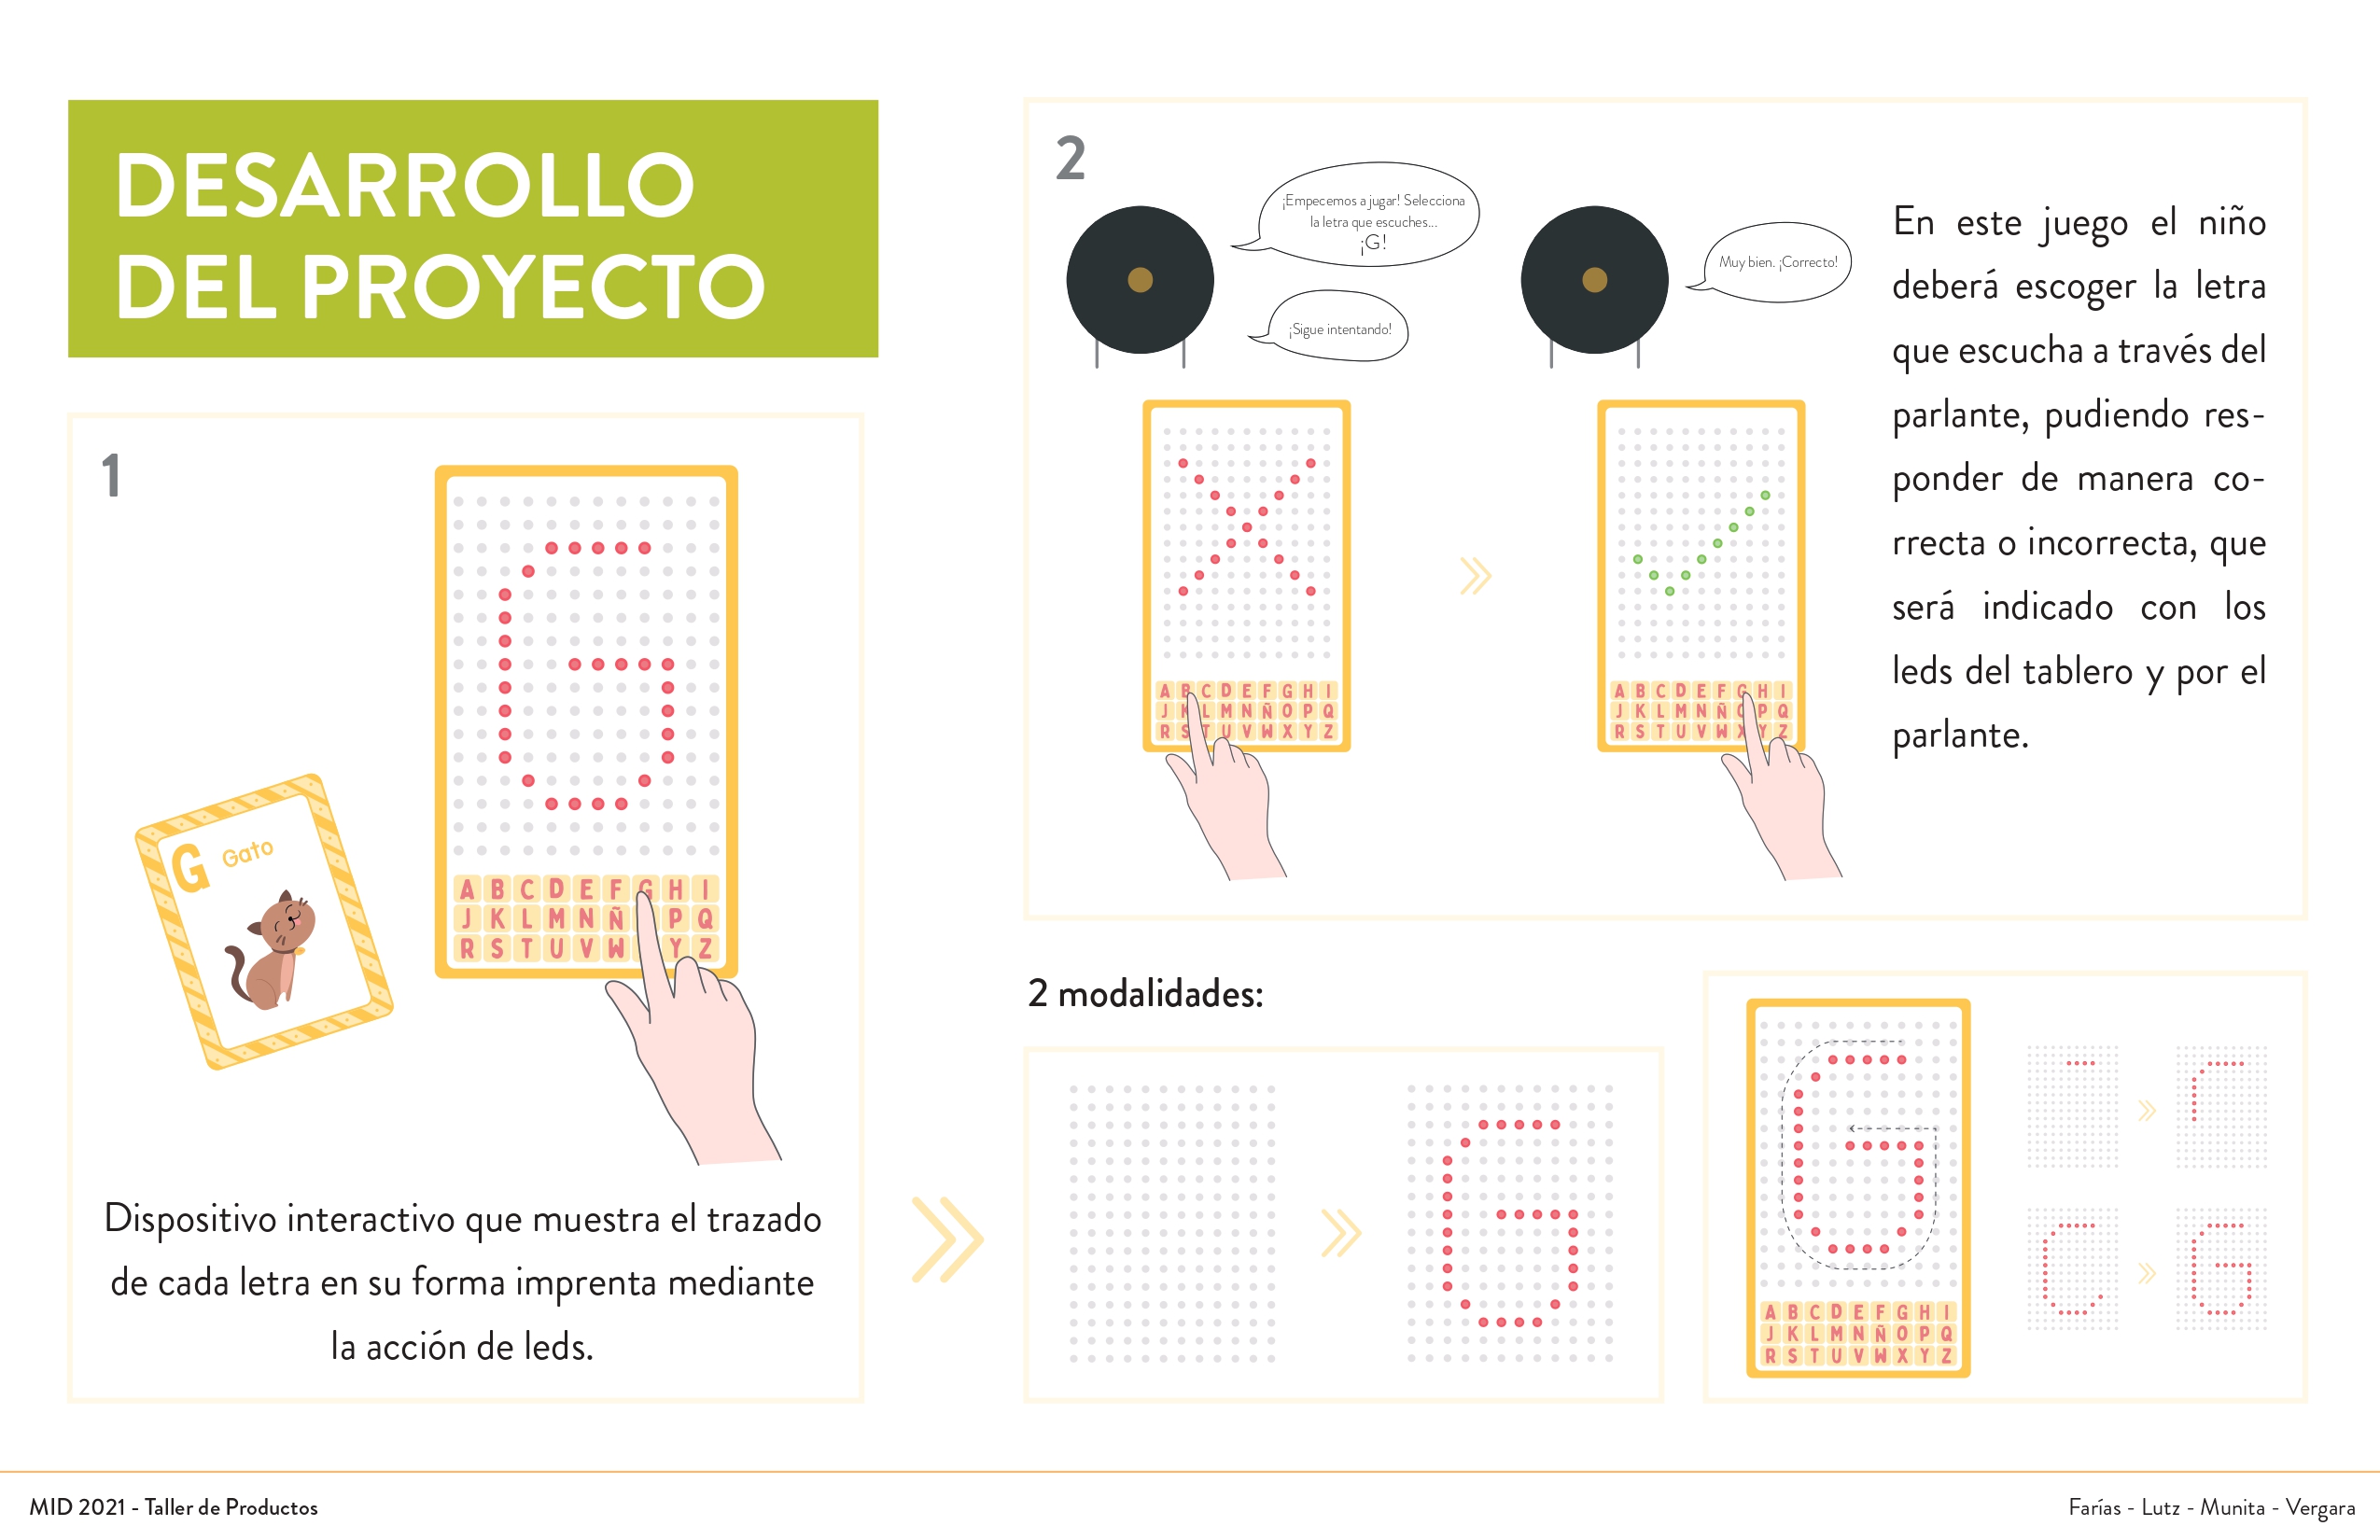 DESARROLLO
DEL PROYECTO
1
G Gato
A B C D E F G H I
J K L M N Ñ P Q
R S T U V W Y Z
Dispositivo interactivo que muestra el trazado
de cada letra en su forma imprenta mediante
la acción de leds.
2
¡Empecemos a jugar! Selecciona
la letra que escuches...
¡G!
¡Sigue intentando!
Muy bien. ¡Correcto!
A B C D E F G H I
J K L M N Ñ O P Q
R S T U V W X Y Z
A B C D E F G H I
J K L M N Ñ O P Q
R S T U V W X Y Z
En este juego el niño
deberá escoger la letra
que escucha a través del
parlante, pudiendo res-
ponder de manera co-
rrecta o incorrecta, que
será indicado con los
leds del tablero y por el
parlante.
2 modalidades:
A B C D E F G H I
J K L M N Ñ O P Q
R S T U V W X Y Z
MID 2021 - Taller de Productos
Farías - Lutz - Munita - Vergara